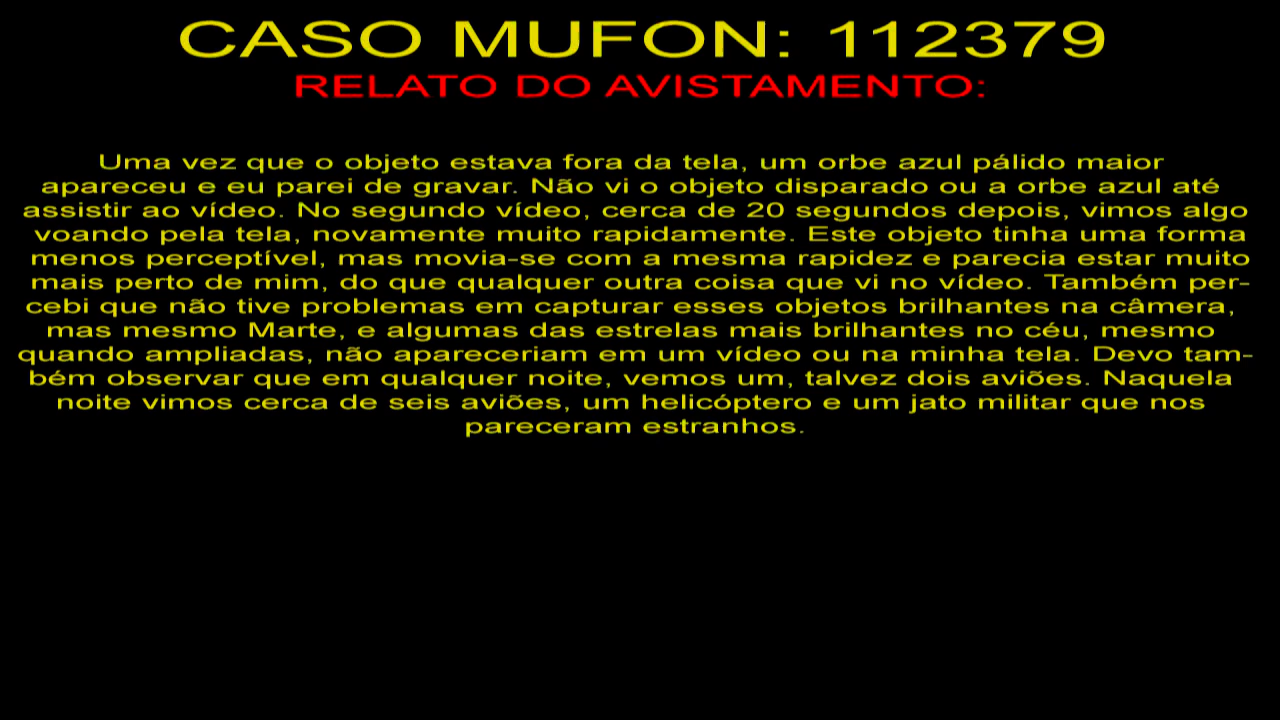 CASO MUFON: 112379
RELATO DO AVISTAMENTO:
Uma vez que o objeto estava fora da tela, um orbe azul pálido maior
apareceu e eu parei de gravar. Não vi o objeto disparado ou a orbe azul até
assistir ao vídeo. No segundo vídeo, cerca de 20 segundos depois, vimos algo
voando pela tela, novamente muito rapidamente. Este objeto tinha uma forma
menos perceptível, mas movia-se com a mesma rapidez e parecia estar muito
mais perto de mim, do que qualquer outra coisa que vi no vídeo. Também per-
cebi que não tive problemas em capturar esses objetos brilhantes na câmera,
mas mesmo Marte, e algumas das estrelas mais brilhantes no céu, mesmo
quando ampliadas, não apareceriam em um vídeo ou na minha tela. Devo tam-
bém observar que em qualquer noite, vemos um, talvez dois aviões. Naquela
noite vimos cerca de seis aviões, um helicóptero e um jato militar que nos
pareceram estranhos.